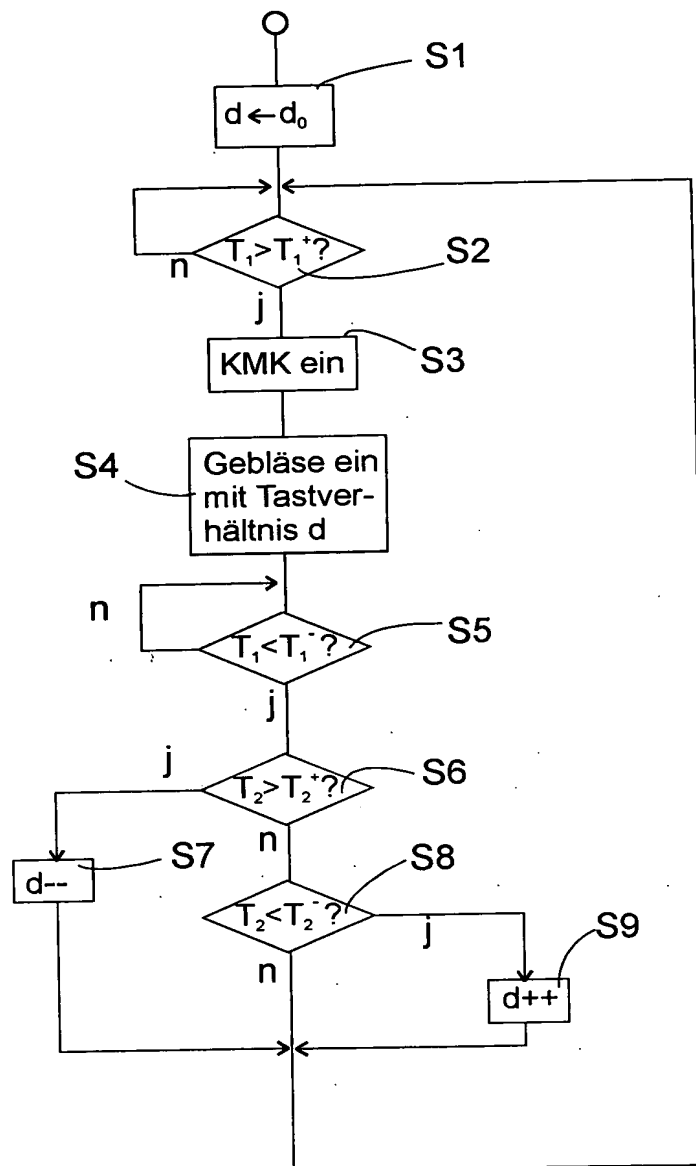 S1
d←d₀
T₁>T₁⁺?
n
S2
j
KMK ein
S3
S4
Gebläse ein
mit Tastver-
hältnis d
n
T₁<T₁⁻?
S5
j
j
T₂>T₂⁺?
S6
n
d--
S7
T₂<T₂⁻?
S8
j
n
S9
d++